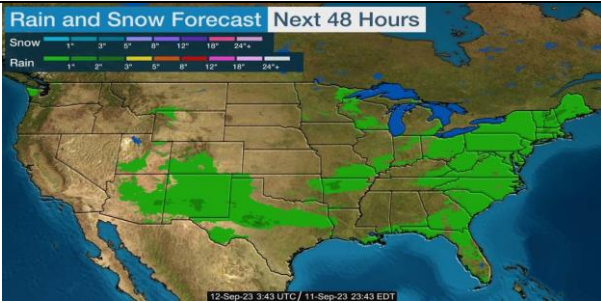 Rain and Snow Forecast Next 48 Hours
Snow 1" 3" 5" 8" 12" 18" 24"+
Rain 1" 2" 3" 5" 8" 12" 18" 24"+
12-Sep-23 3:43 UTC / 11-Sep-23 23:43 EDT